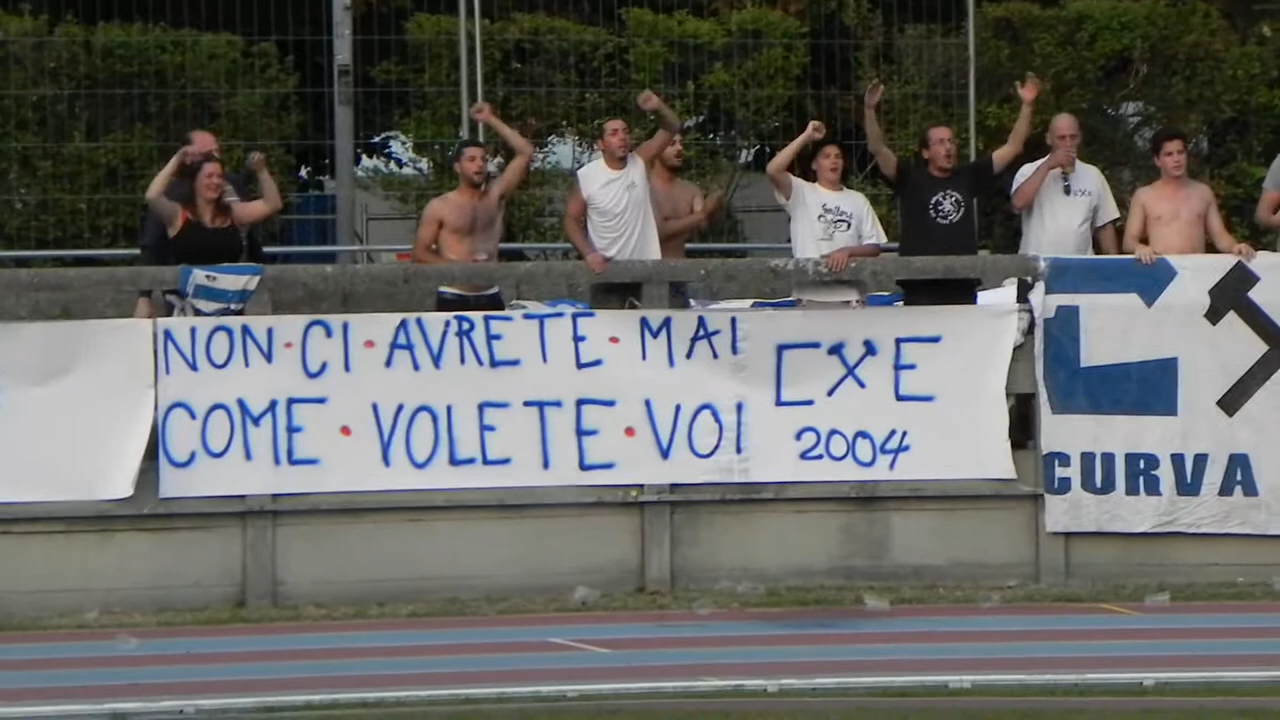 NON·CI·AVRETE·MAI
COME·VOLETE·VOI
CXE
2004
C
CURVA